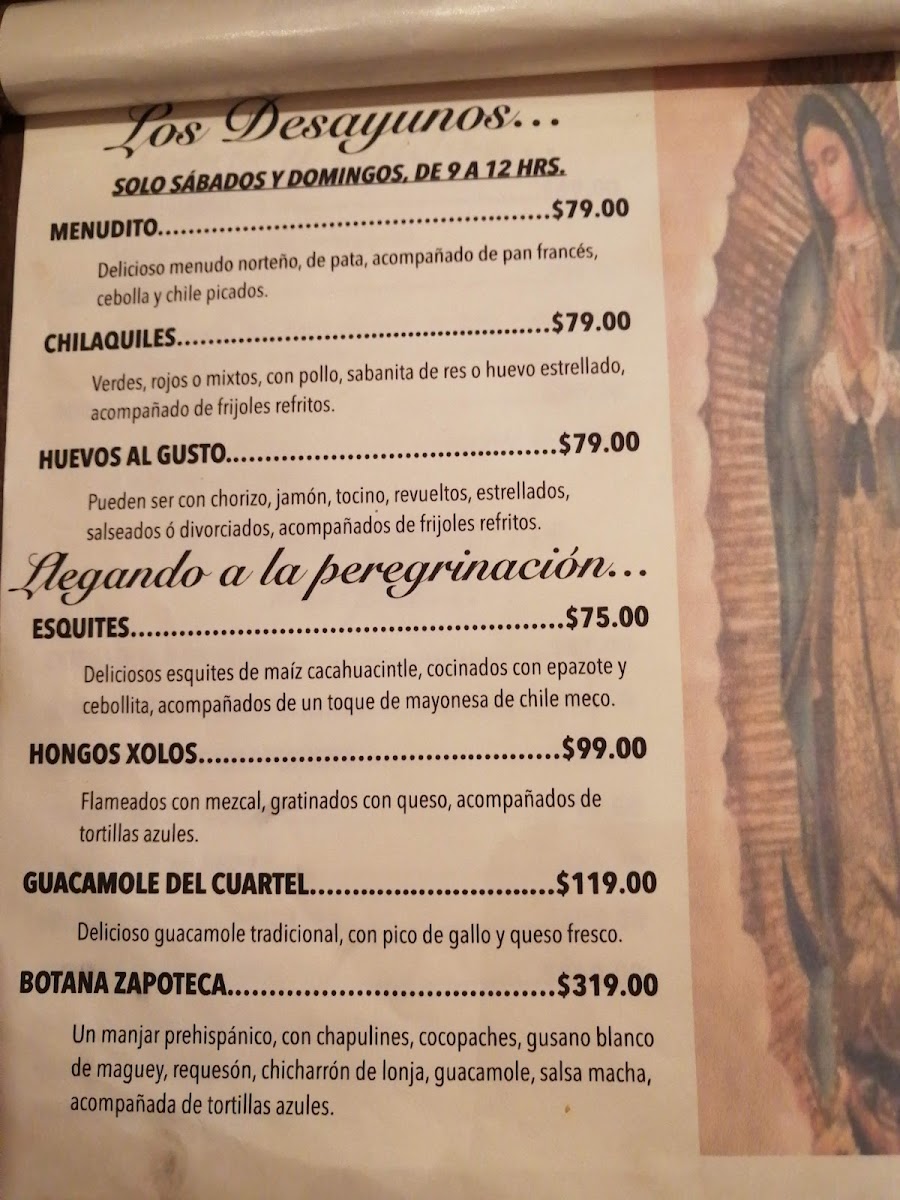 Los Desayunos...
SOLO SÁBADOS Y DOMINGOS, DE 9 A 12 HRS.
MENUDITO.................................................$79.00
Delicioso menudo norteño, de pata, acompañado de pan francés,
cebolla y chile picados.
CHILAQUILES...............................................$79.00
Verdes, rojos o mixtos, con pollo, sabanita de res o huevo estrellado,
acompañado de frijoles refritos.
HUEVOS AL GUSTO.........................................$79.00
Pueden ser con chorizo, jamón, tocino, revueltos, estrellados,
salseados ó divorciados, acompañados de frijoles refritos.
Llegando a la peregrinación...
ESQUITES......................................................$75.00
Deliciosos esquites de maíz cacahuacintle, cocinados con epazote y
cebollita, acompañados de un toque de mayonesa de chile meco.
HONGOS XOLOS.............................................$99.00
Flameados con mezcal, gratinados con queso, acompañados de
tortillas azules.
GUACAMOLE DEL CUARTEL..............................$119.00
Delicioso guacamole tradicional, con pico de gallo y queso fresco.
BOTANA ZAPOTECA........................................$319.00
Un manjar prehispánico, con chapulines, cocopaches, gusano blanco
de maguey, requesón, chicharrón de lonja, guacamole, salsa macha,
acompañada de tortillas azules.